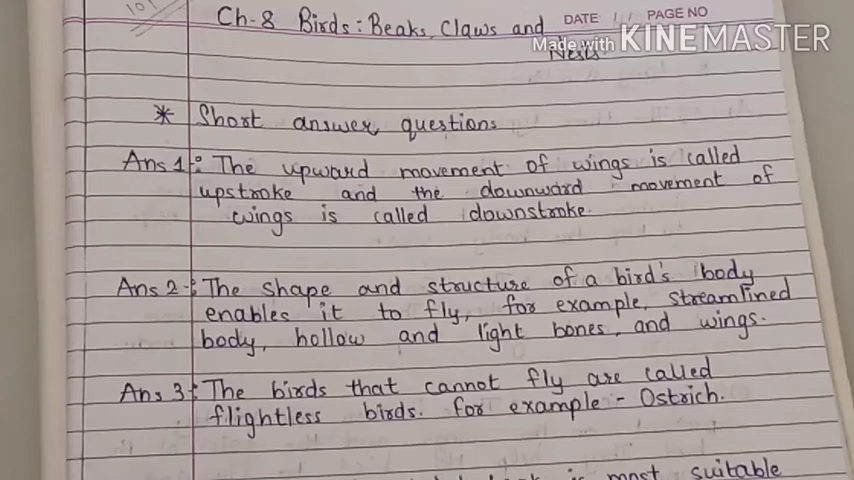 Ch-8 Birds: Beaks, Claws and
DATE / / PAGE NO
Made with KINEMASTER
Nests
* Short answer questions
Ans 1 :- The upward movement of wings is called
upstroke and the downward movement of
wings is called downstroke.
Ans 2 -: The shape and structure of a bird's body
enables it to fly, for example, streamlined
body, hollow and light bones, and wings.
Ans 3 : The birds that cannot fly are called
flightless birds. For example - Ostrich.
is most suitable